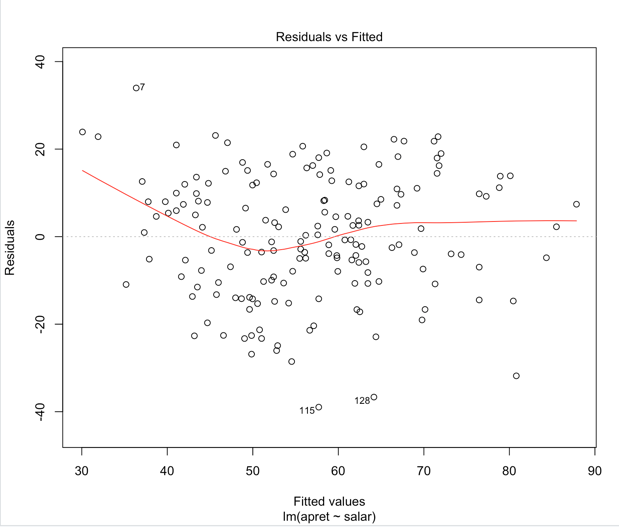 Residuals vs Fitted
40
20
0
-20
-40
Residuals
7
128
115
30 40 50 60 70 80 90
Fitted values
lm(apret ~ salar)